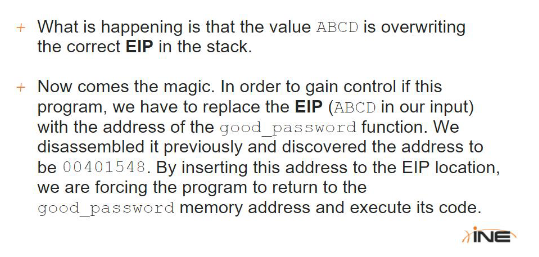 + What is happening is that the value ABCD is overwriting
the correct EIP in the stack.
+ Now comes the magic. In order to gain control if this
program, we have to replace the EIP (ABCD in our input)
with the address of the good_password function. We
disassembled it previously and discovered the address to
be 00401548. By inserting this address to the EIP location,
we are forcing the program to return to the
good_password memory address and execute its code.
INE